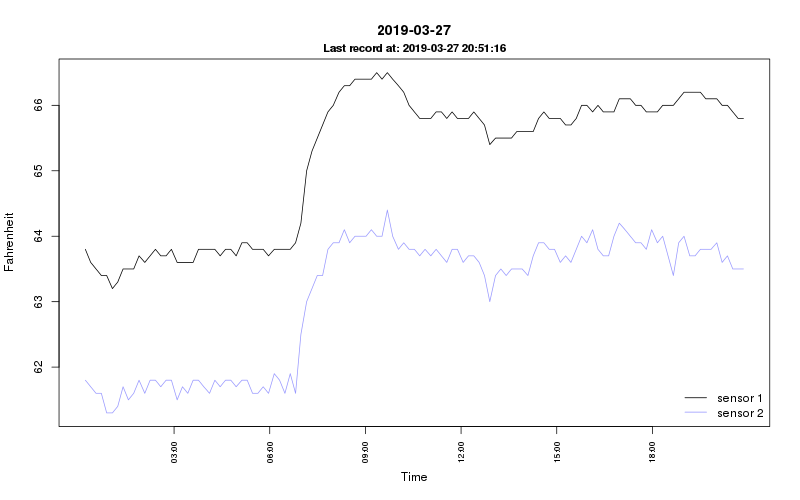 2019-03-27
Last record at: 2019-03-27 20:51:16
Fahrenheit
66
65
64
63
62
sensor 1
sensor 2
03:00
06:00
09:00
12:00
15:00
18:00
Time